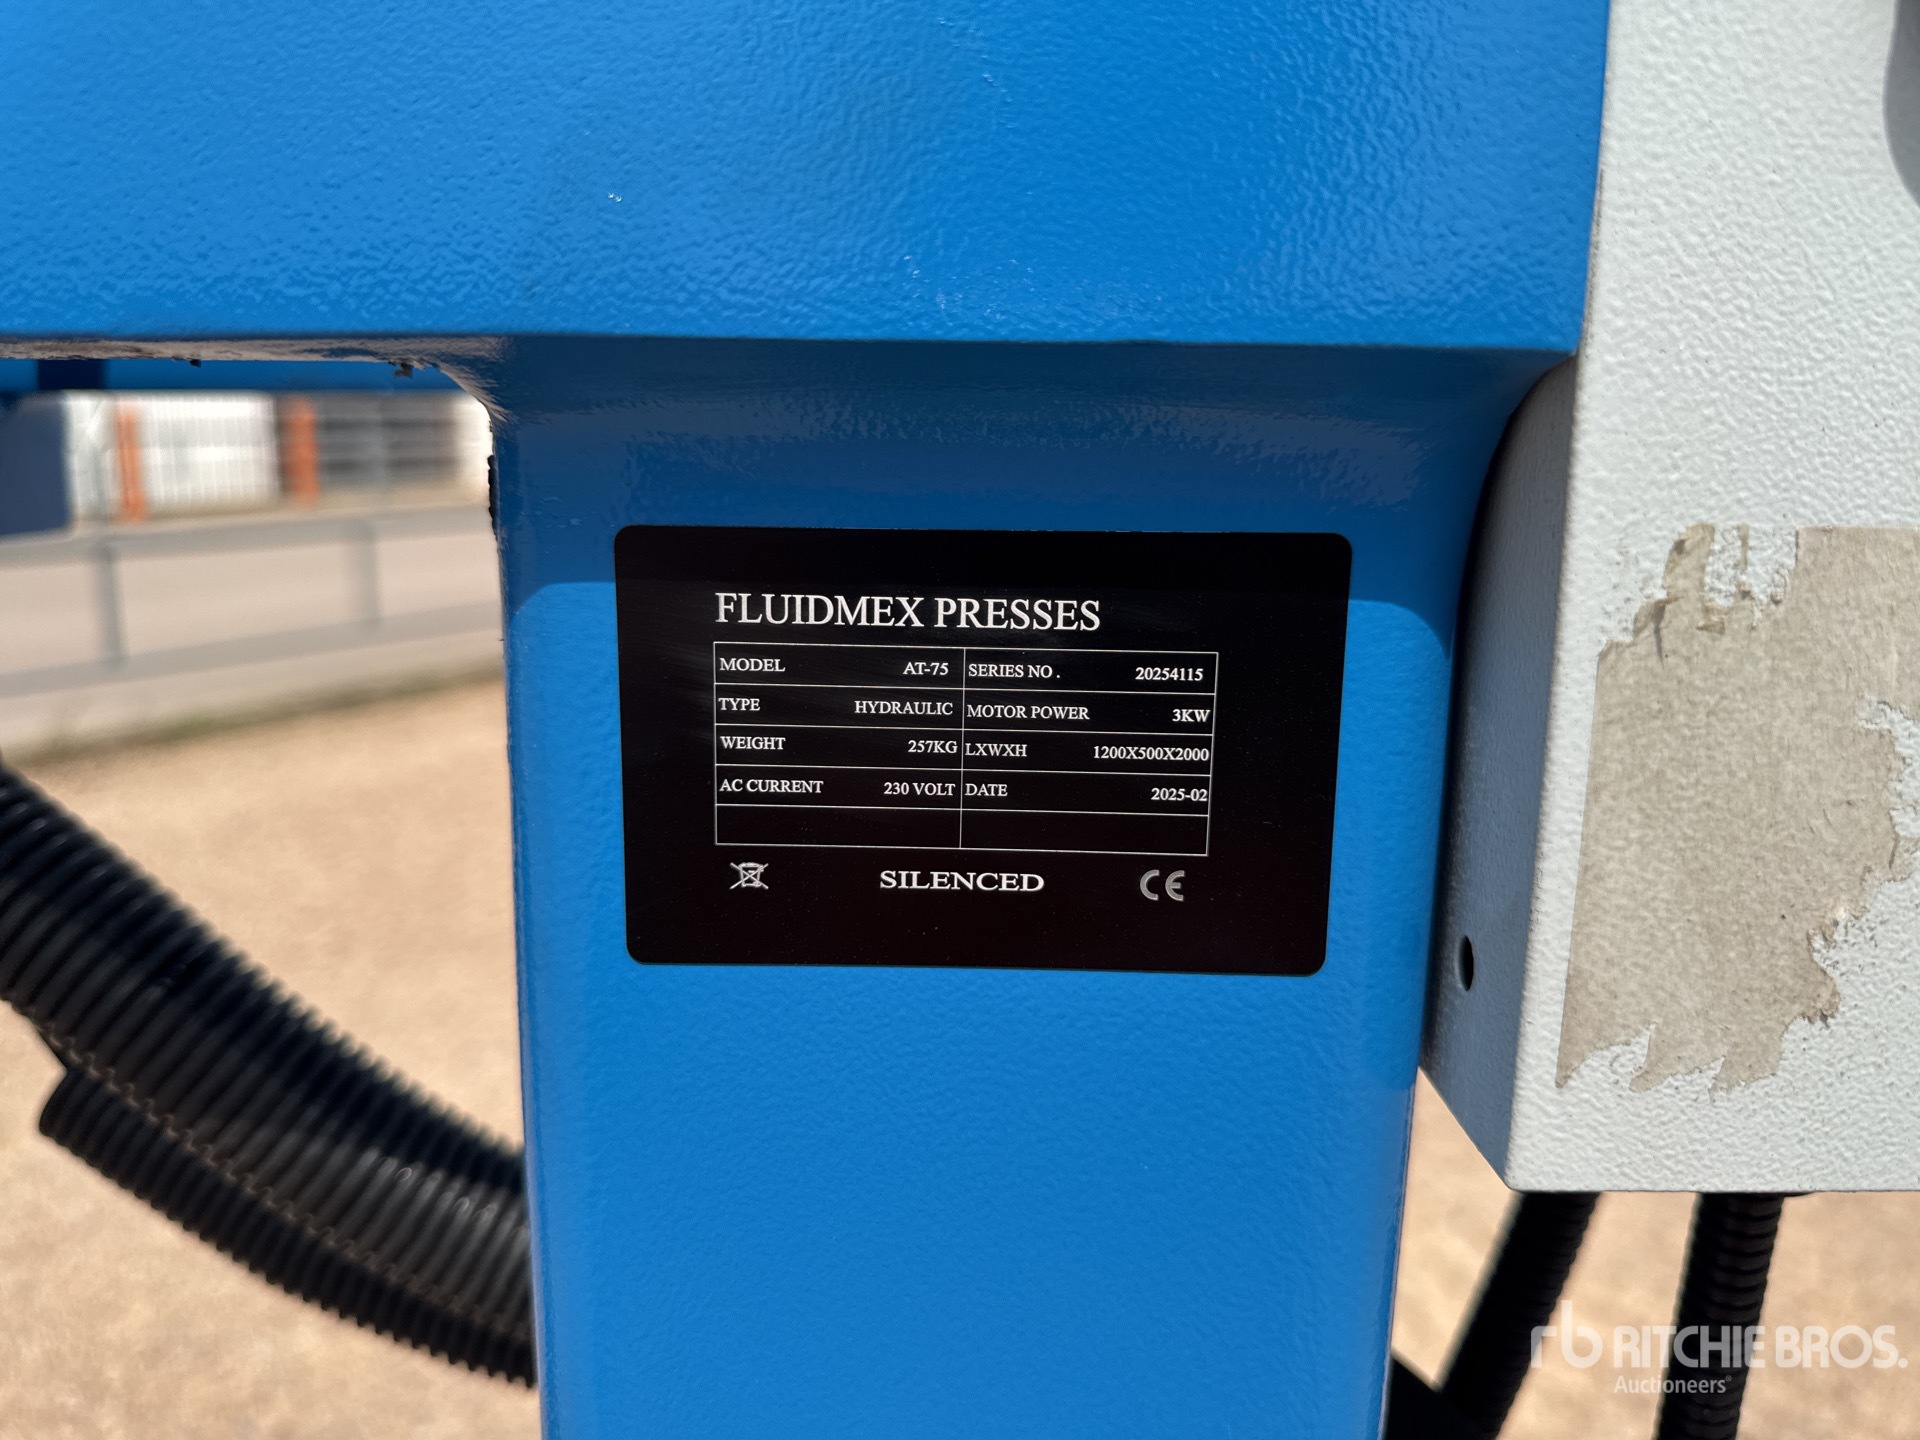 FLUIDMEX PRESSES
MODEL AT-75 SERIES NO . 20254115
TYPE HYDRAULIC MOTOR POWER 3KW
WEIGHT 257KG LXWXH 1200X500X2000
AC CURRENT 230 VOLT DATE 2025-02
SILENCED CE
rb RITCHIE BROS.
Auctioneers